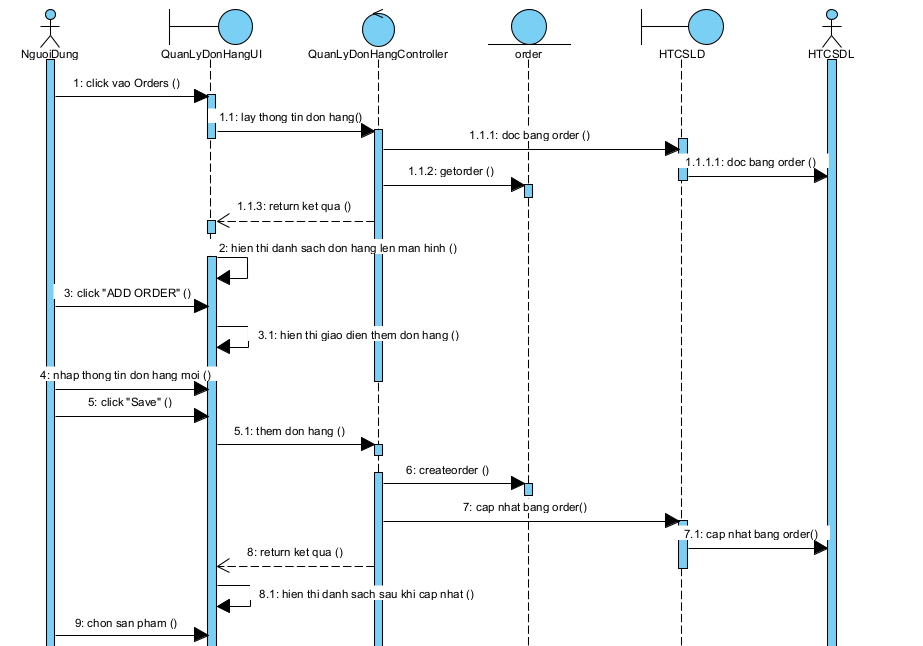 NguoiDung
QuanLyDonHangUI
QuanLyDonHangController
order
HTCSLD
HTCSDL
1: click vao Orders ()
1.1: lay thong tin don hang()
1.1.1: doc bang order ()
1.1.1.1: doc bang order ()
1.1.2: getorder ()
1.1.3: return ket qua ()
2: hien thi danh sach don hang len man hinh ()
3: click "ADD ORDER" ()
3.1: hien thi giao dien them don hang ()
4: nhap thong tin don hang moi ()
5: click "Save" ()
5.1: them don hang ()
6: createorder ()
7: cap nhat bang order()
7.1: cap nhat bang order()
8: return ket qua ()
8.1: hien thi danh sach sau khi cap nhat ()
9: chon san pham ()